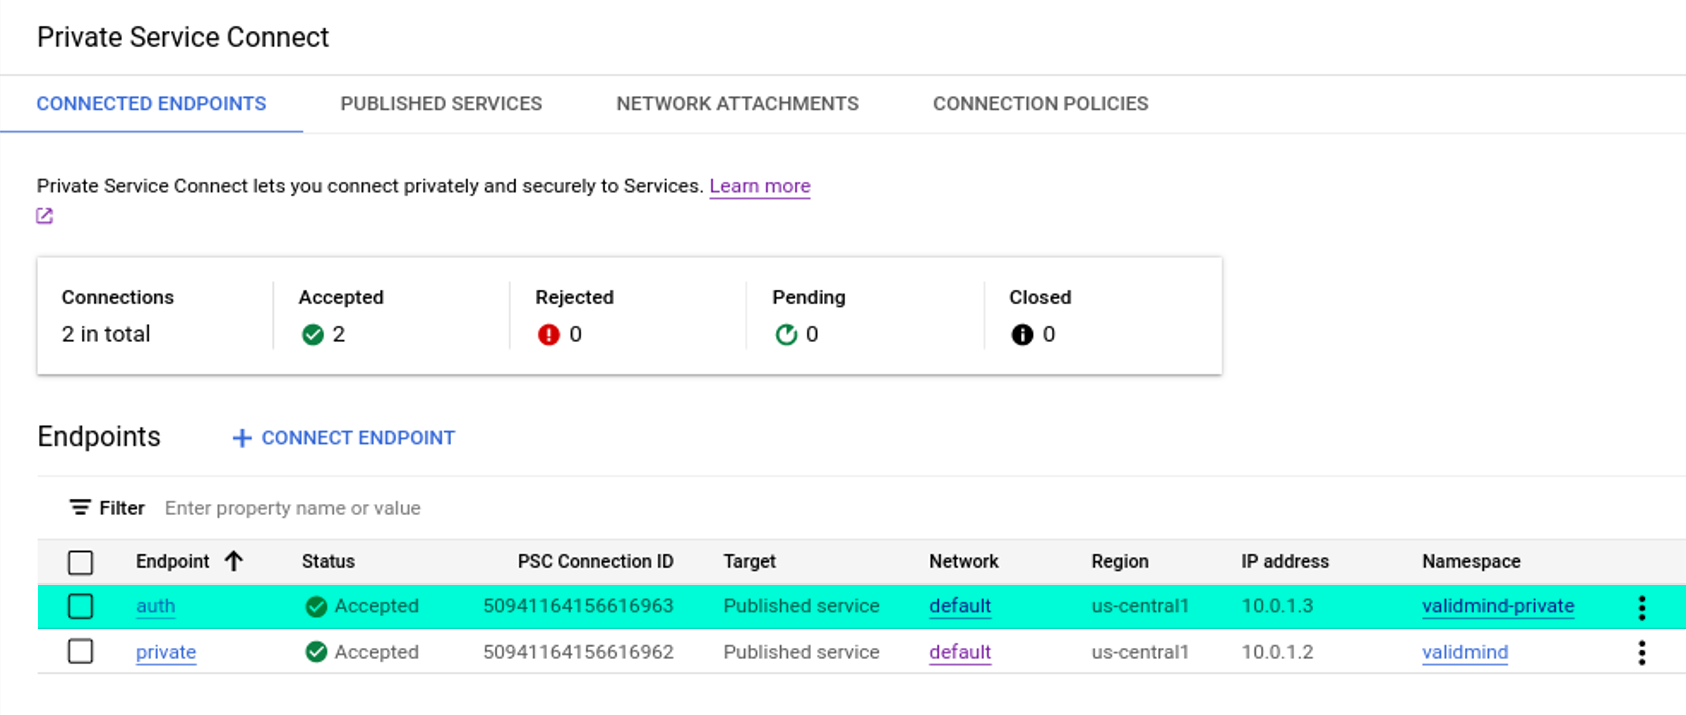 Private Service Connect
CONNECTED ENDPOINTS PUBLISHED SERVICES NETWORK ATTACHMENTS CONNECTION POLICIES
Private Service Connect lets you connect privately and securely to Services. Learn more
Connections Accepted Rejected Pending Closed
2 in total 2 0 0 0
Endpoints + CONNECT ENDPOINT
Filter Enter property name or value
Endpoint Status PSC Connection ID Target Network Region IP address Namespace
auth Accepted 50941164156616963 Published service default us-central1 10.0.1.3 validmind-private
private Accepted 50941164156616962 Published service default us-central1 10.0.1.2 validmind